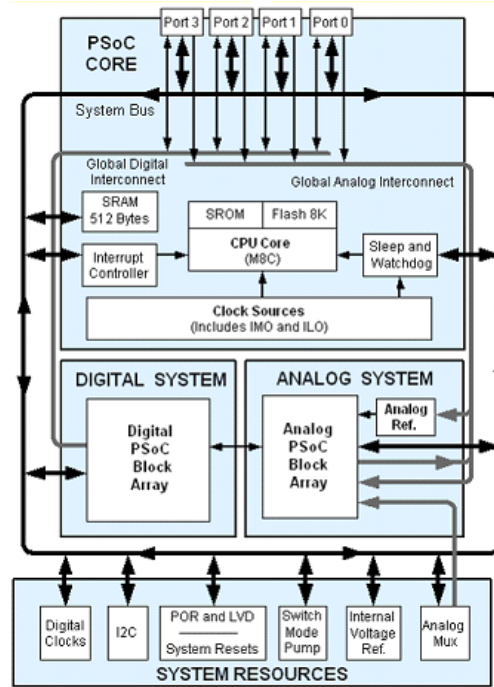 Port 3 Port 2 Port 1 Port 0
PSoC
CORE
System Bus
Global Digital
Interconnect
Global Analog Interconnect
SRAM
512 Bytes
SROM
Flash 8K
CPU Core
(M8C)
Interrupt
Controller
Sleep and
Watchdog
Clock Sources
(Includes IMO and ILO)
DIGITAL SYSTEM
ANALOG SYSTEM
Digital
PSoC
Block
Array
Analog
PSoC
Block
Array
Analog
Ref.
Digital
Clocks
I2C
POR and LVD
System Resets
Switch
Mode
Pump
Internal
Voltage
Ref.
Analog
Mux
SYSTEM RESOURCES